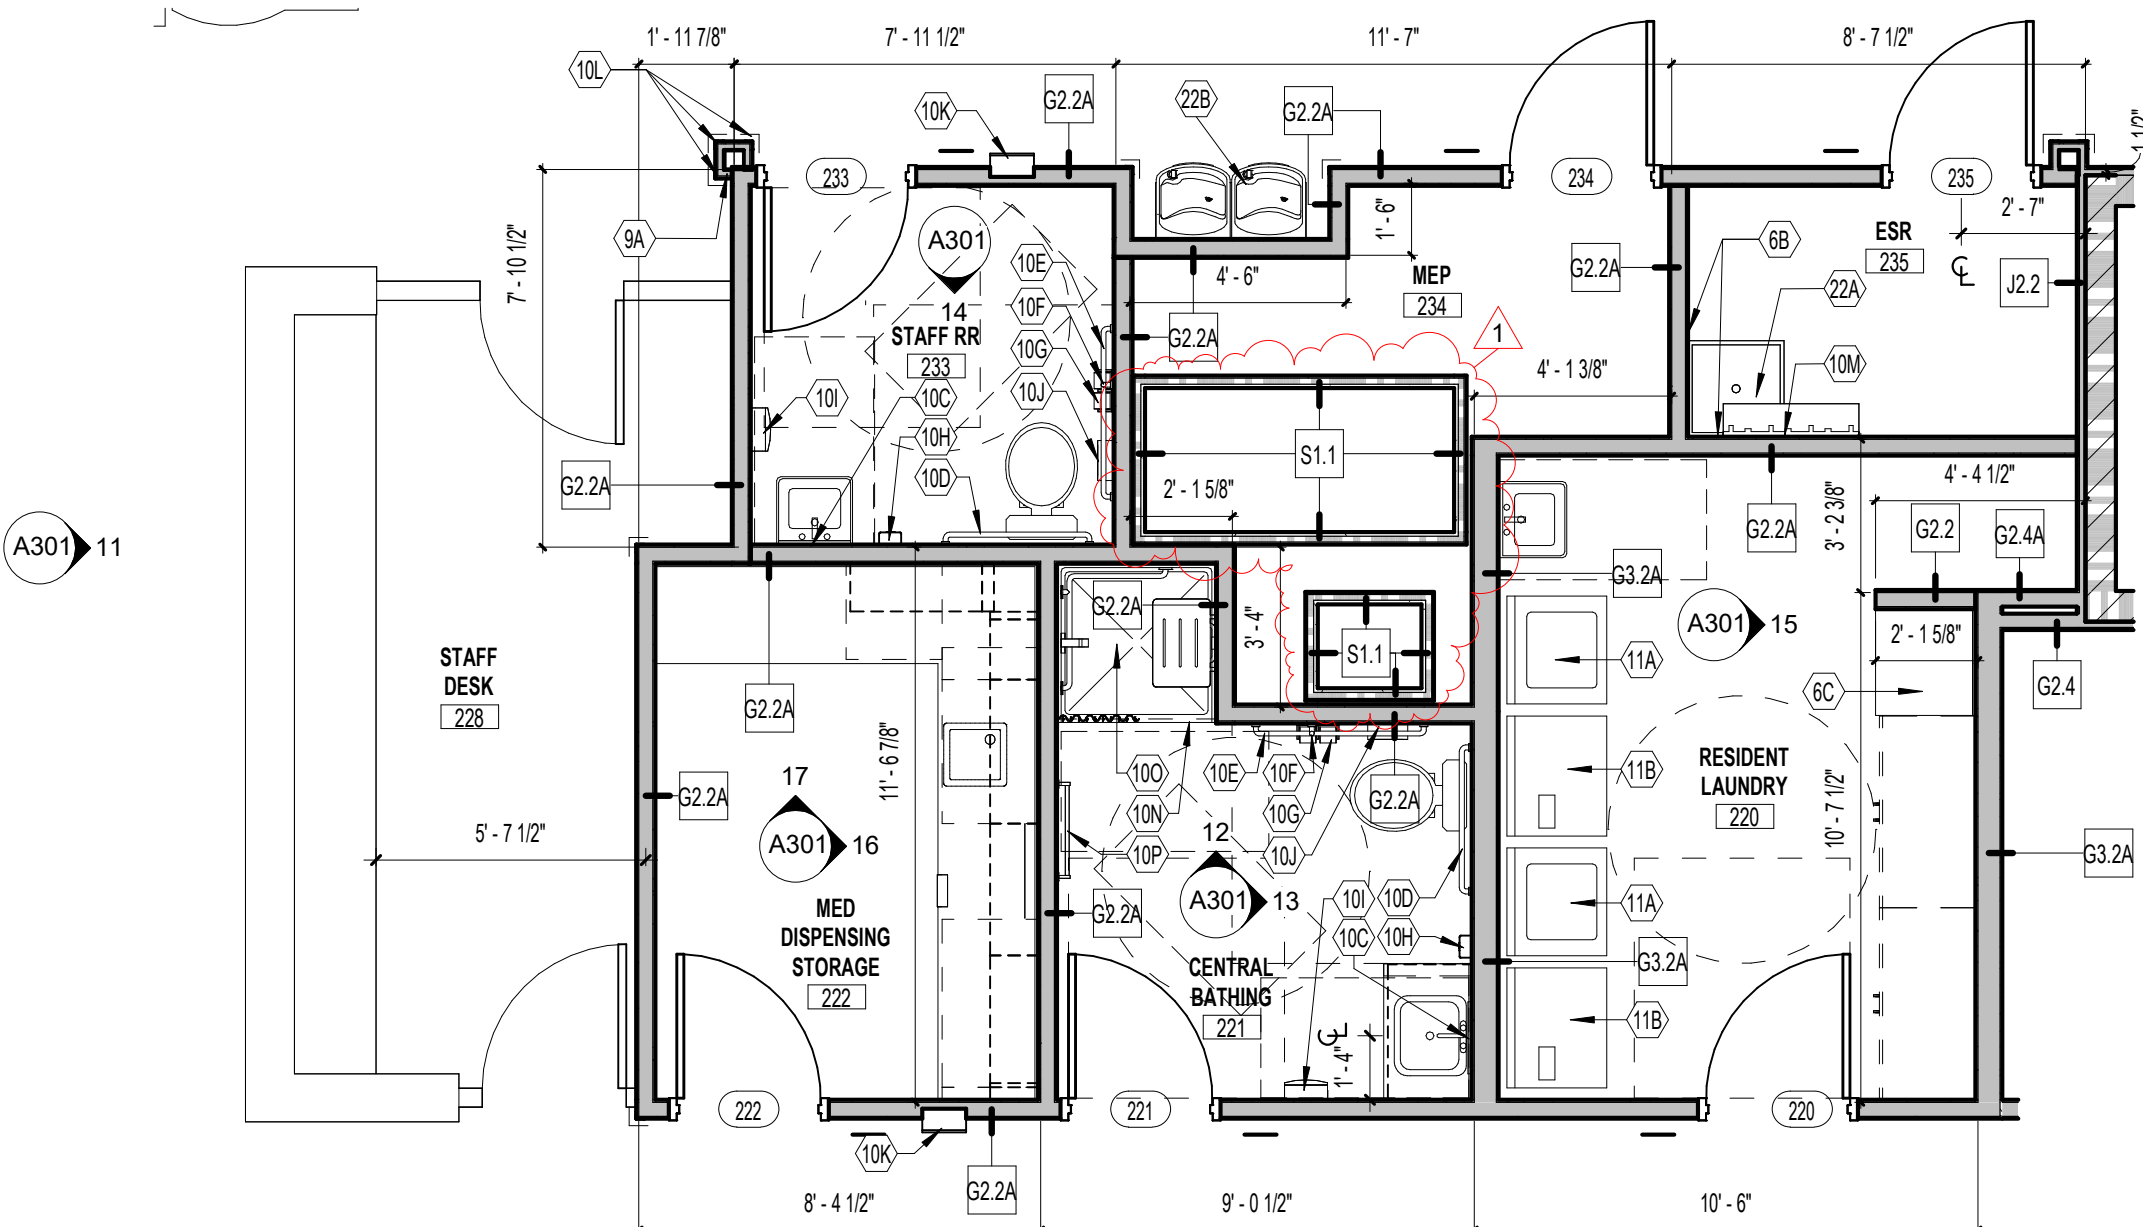 1' - 11 7/8"
7' - 11 1/2"
11' - 7"
8' - 7 1/2"
10L
10K
G2.2A
22B
G2.2A
1 1/2"
233
234
235
9A
A301
14
10E
1' - 6"
2' - 7"
7' - 10 1/2"
4' - 6"
MEP
234
G2.2A
6B
ESR
235
CL
J2.2
22A
10F
STAFF RR
233
10G
G2.2A
1
10I
10C
10J
4' - 1 3/8"
10M
10H
10D
S1.1
G2.2A
2' - 1 5/8"
4' - 4 1/2"
G2.2A
3' - 2 3/8"
G2.2
G2.4A
A301
11
G3.2A
G2.2A
3' - 4"
A301
15
2' - 1 5/8"
S1.1
11A
STAFF
DESK
228
G2.2A
6C
G2.4
11'- 6 7/8"
10O
10E
10F
11B
RESIDENT
LAUNDRY
220
17
G2.2A
10N
10G
G2.2A
10' - 7 1/2"
5' - 7 1/2"
A301
16
10P
12
10J
G3.2A
MED
DISPENSING
STORAGE
222
G2.2A
A301
13
10I
10D
11A
10C
10H
CENTRAL
BATHING
221
G3.2A
CL
1' - 4"
11B
222
221
220
10K
G2.2A
8' - 4 1/2"
9' - 0 1/2"
10' - 6"